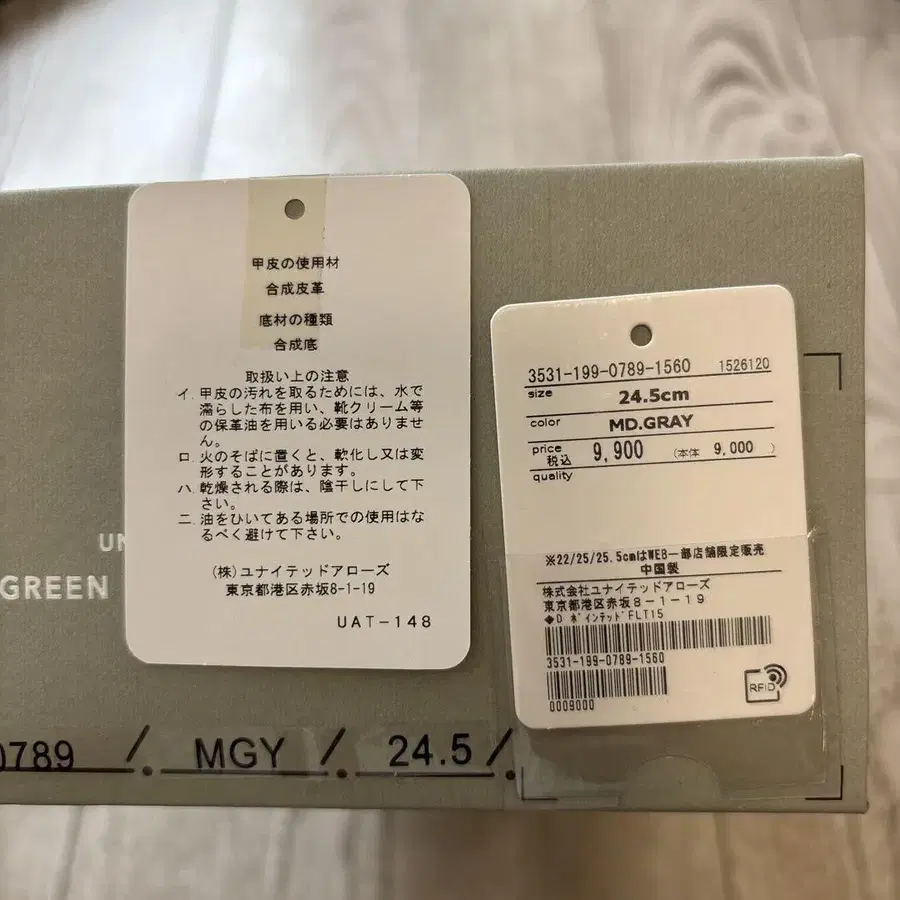 甲皮の使用材
合成皮革
底材の種類
合成底
取扱い上の注意
イ. 甲皮の汚れを取るためには、水で
濡らした布を用い、靴クリーム等
の保革油を用いる必要はありませ
ん。
ロ. 火のそばに置くと、軟化し又は変
形することがあります。
ハ. 乾燥される際は、陰干しにして下
さい。
ニ. 油をひいてある場所での使用はな
るべく避けて下さい。
(株)ユナイテッドアローズ
東京都港区赤坂8-1-19
UAT-148
3531-199-0789-1560 1526120
size 24.5cm
color MD.GRAY
price 税込 9,900 (本体 9,000 )
quality
※22/25/25.5cmはWEB一部店舗限定販売
中国製
株式会社ユナイテッドアローズ
東京都港区赤坂8-1-19
◆D ポインテッドFLT15
3531-199-0789-1560
0009000
RFID
UN
GREEN
0789 /. MGY /. 24.5 /.